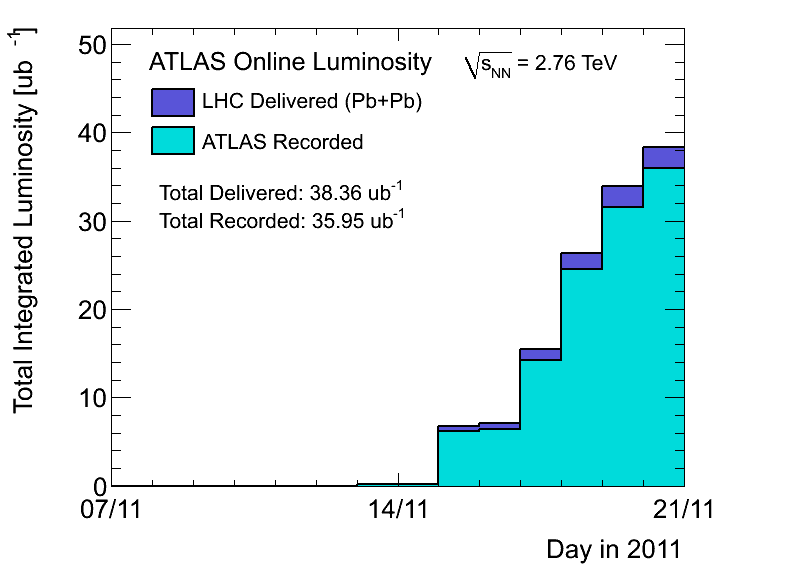 ATLAS Online Luminosity
√sNN = 2.76 TeV
LHC Delivered (Pb+Pb)
ATLAS Recorded
Total Delivered: 38.36 ub-1
Total Recorded: 35.95 ub-1
Total Integrated Luminosity [ub -1]
50
40
30
20
10
0
07/11 14/11 21/11
Day in 2011